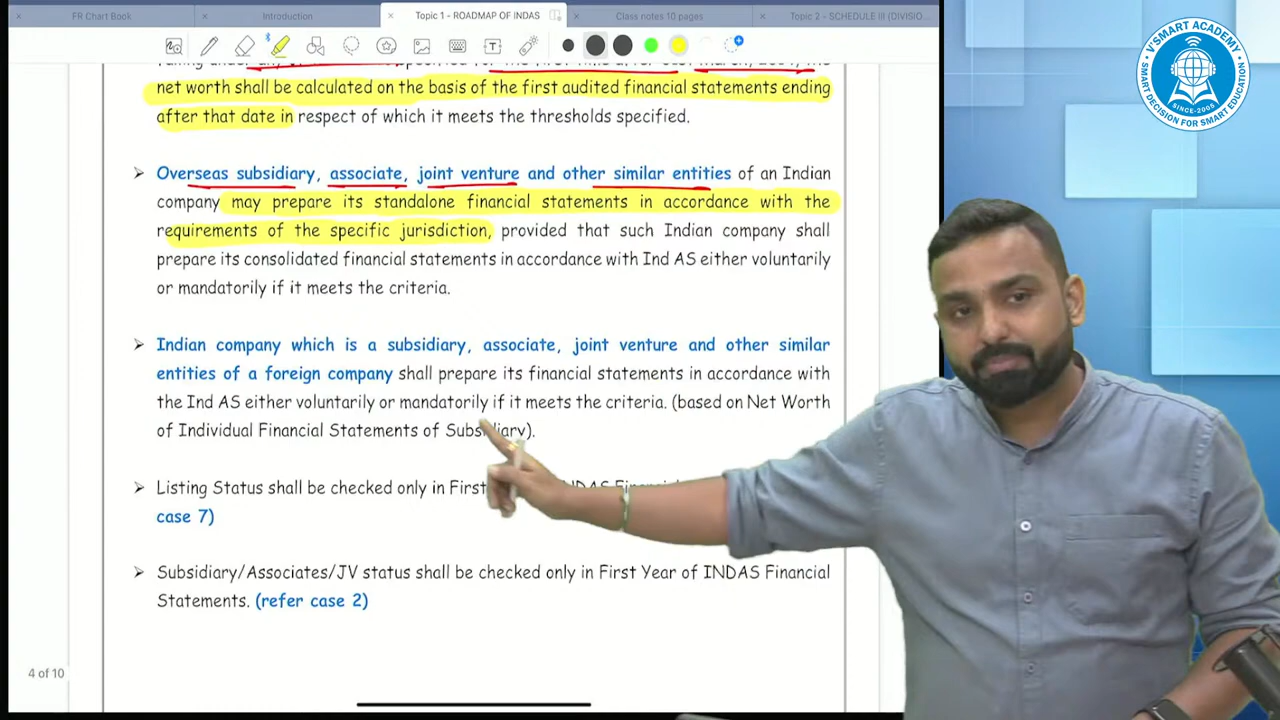 FR Chart Book
Introduction
Topic 1 - ROADMAP OF INDAS
Class notes 10 pages
Topic 2 - SCHEDULE III (DIVISIO...
net worth shall be calculated on the basis of the first audited financial statements ending
after that date in respect of which it meets the thresholds specified.
➢ Overseas subsidiary, associate, joint venture and other similar entities of an Indian
company may prepare its standalone financial statements in accordance with the
requirements of the specific jurisdiction, provided that such Indian company shall
prepare its consolidated financial statements in accordance with Ind AS either voluntarily
or mandatorily if it meets the criteria.
➢ Indian company which is a subsidiary, associate, joint venture and other similar
entities of a foreign company shall prepare its financial statements in accordance with
the Ind AS either voluntarily or mandatorily if it meets the criteria. (based on Net Worth
of Individual Financial Statements of Subsidiary).
➢ Listing Status shall be checked only in First
case 7)
➢ Subsidiary/Associates/JV status shall be checked only in First Year of INDAS Financial
Statements. (refer case 2)
4 of 10
V'SMART ACADEMY
SINCE-2005
SMART DECISION FOR SMART EDUCATION